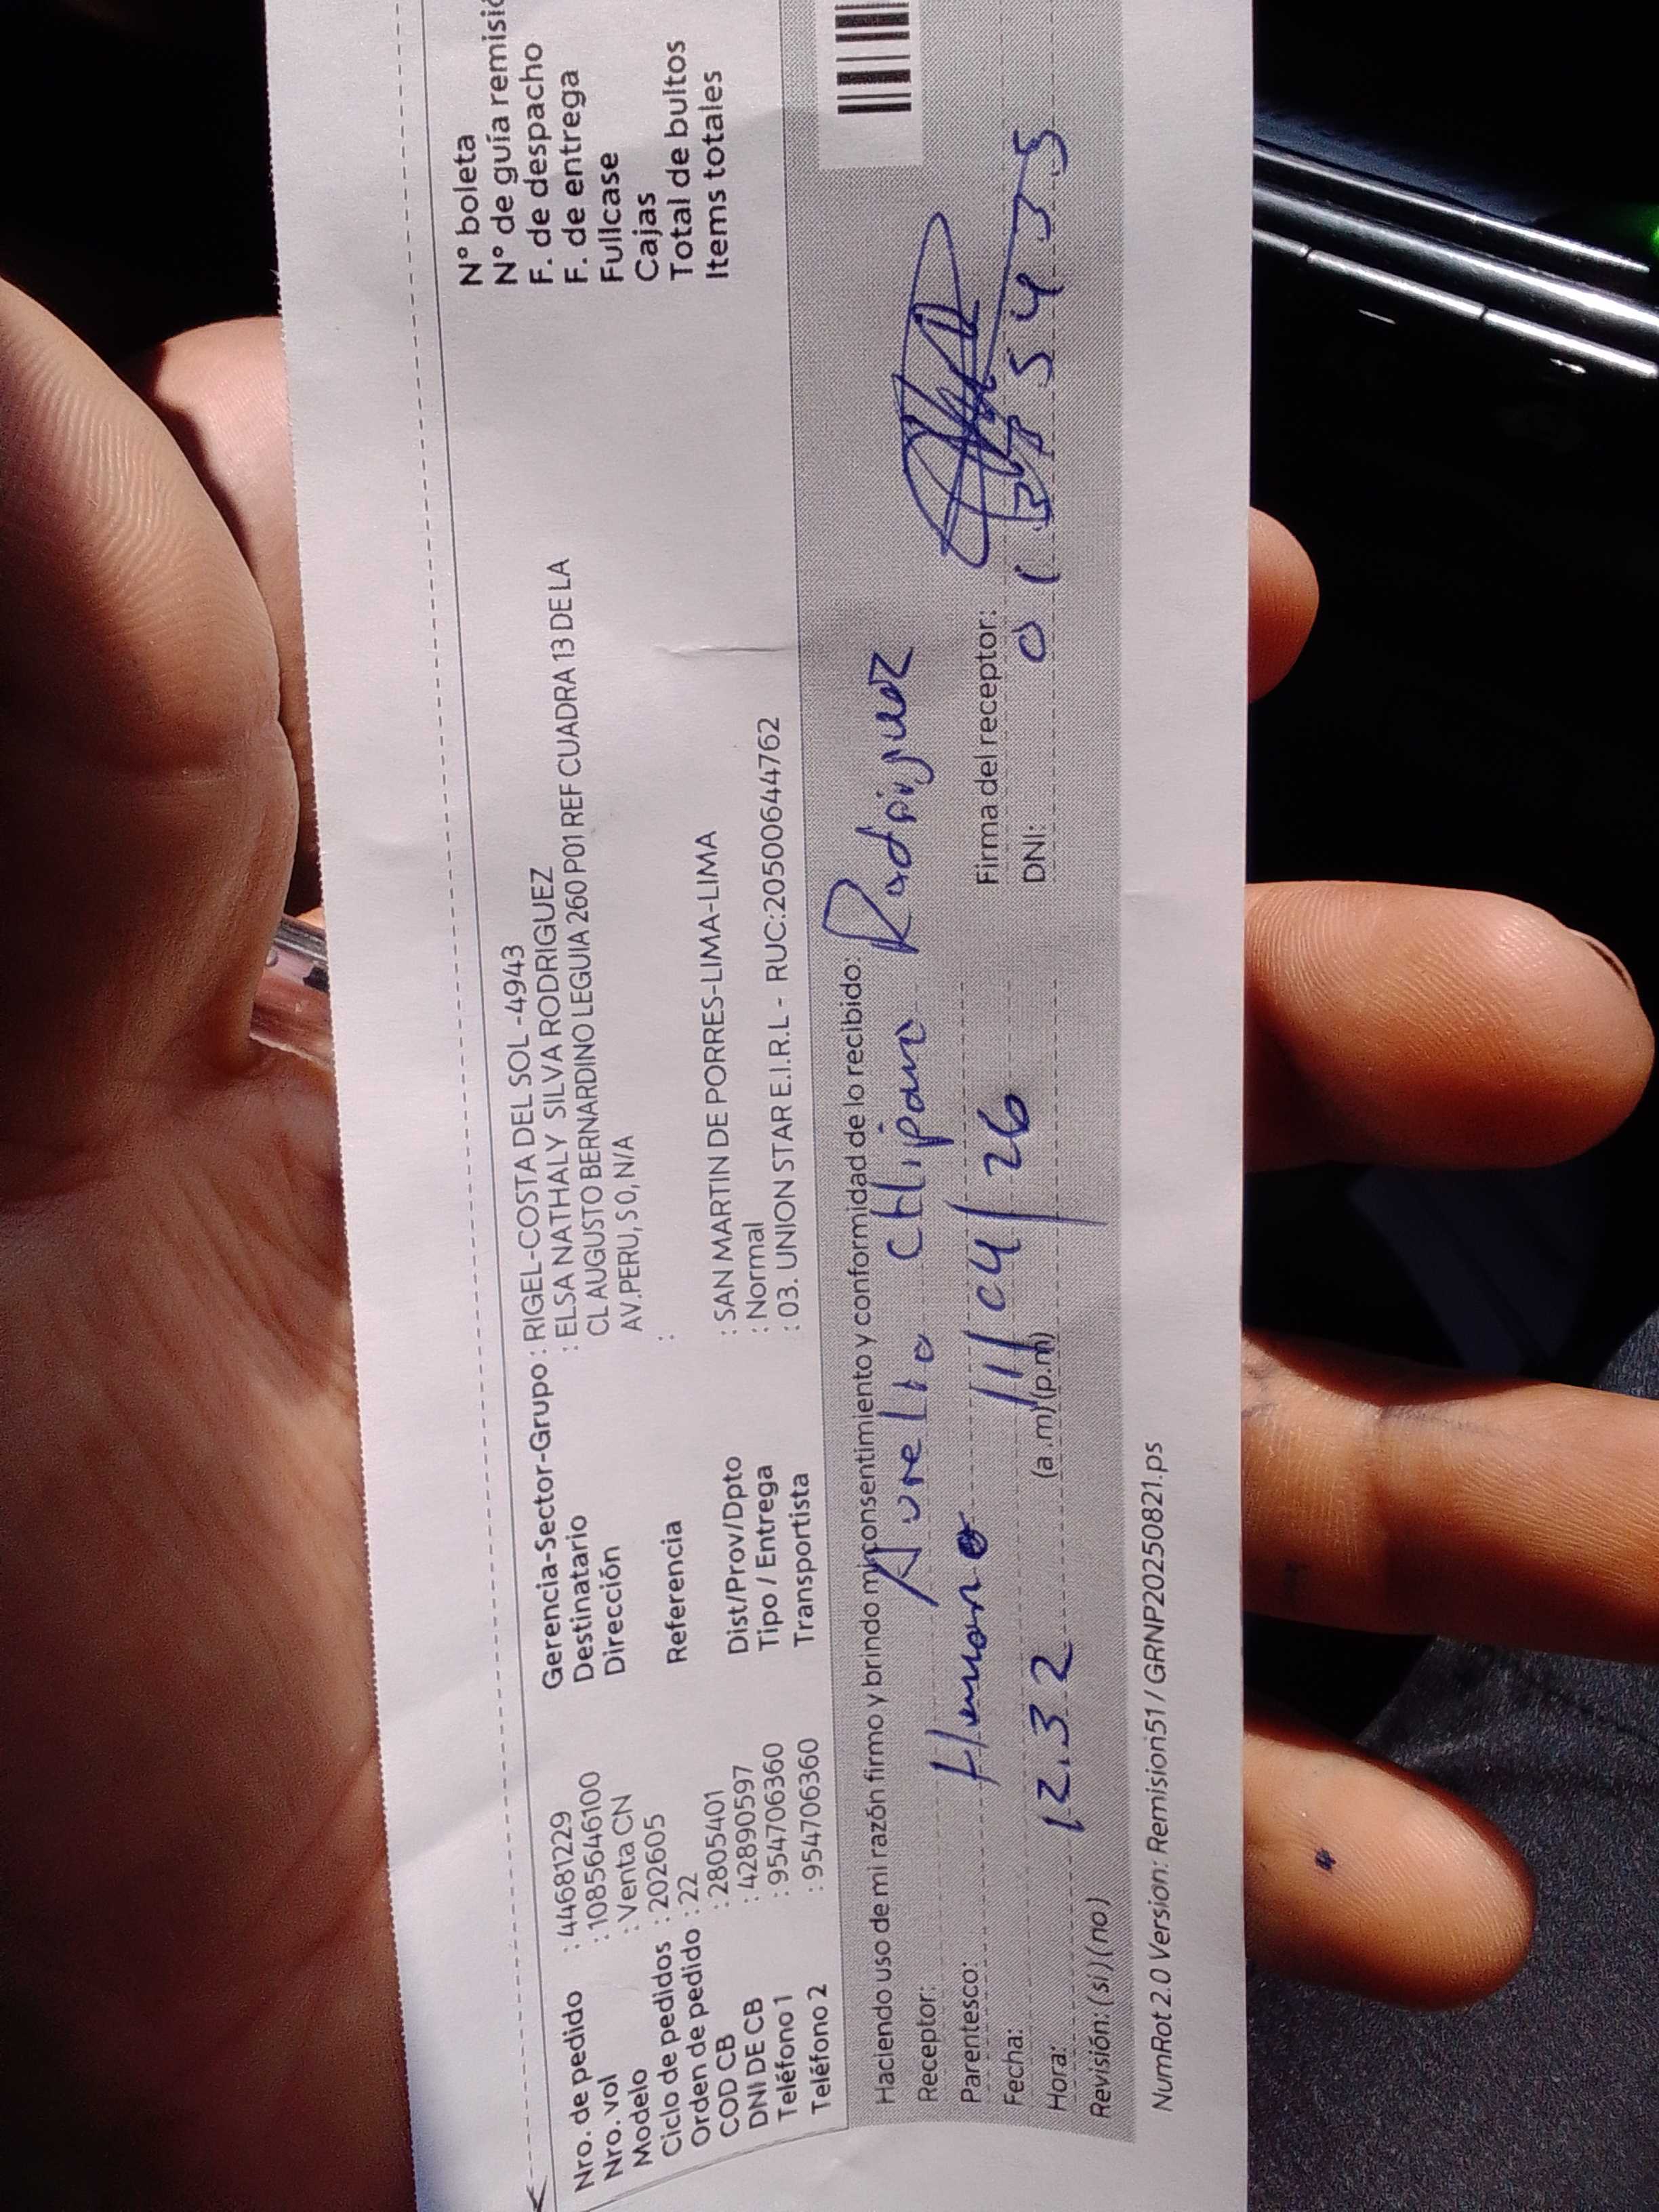 Nro. de pedido : 44681229
Nro. vol : 1085646100
Modelo : Venta CN
Ciclo de pedidos : 202605
Orden de pedido : 22
COD CB : 2805401
DNI DE CB : 42890597
Teléfono 1 : 954706360
Teléfono 2 : 954706360
Gerencia-Sector-Grupo : RIGEL-COSTA DEL SOL -4943
Destinatario : ELSA NATHALY SILVA RODRIGUEZ
Dirección CL AUGUSTO BERNARDINO LEGUIA 260 P01 REF CUADRA 13 DE LA
AV.PERU, S 0, N/A
Referencia :
Dist/Prov/Dpto : SAN MARTIN DE PORRES-LIMA-LIMA
Tipo / Entrega : Normal
Transportista : 03. UNION STAR E.I.R.L - RUC:20500644762
N° boleta
N° de guía remisió
F. de despacho
F. de entrega
Fullcase
Cajas
Total de bultos
Items totales
Haciendo uso de mi razón firmo y brindo mi consentimiento y conformidad de lo recibido:
Receptor: Aurelio Rodriguez
Parentesco: Hermano
Fecha: 11/04/26
Hora: 12.32 (a.m)(p.m)
Revisión: (si)(no)
Firma del receptor:
DNI:
NumRot 2.0 Version: Remision51 / GRNP20250821.ps